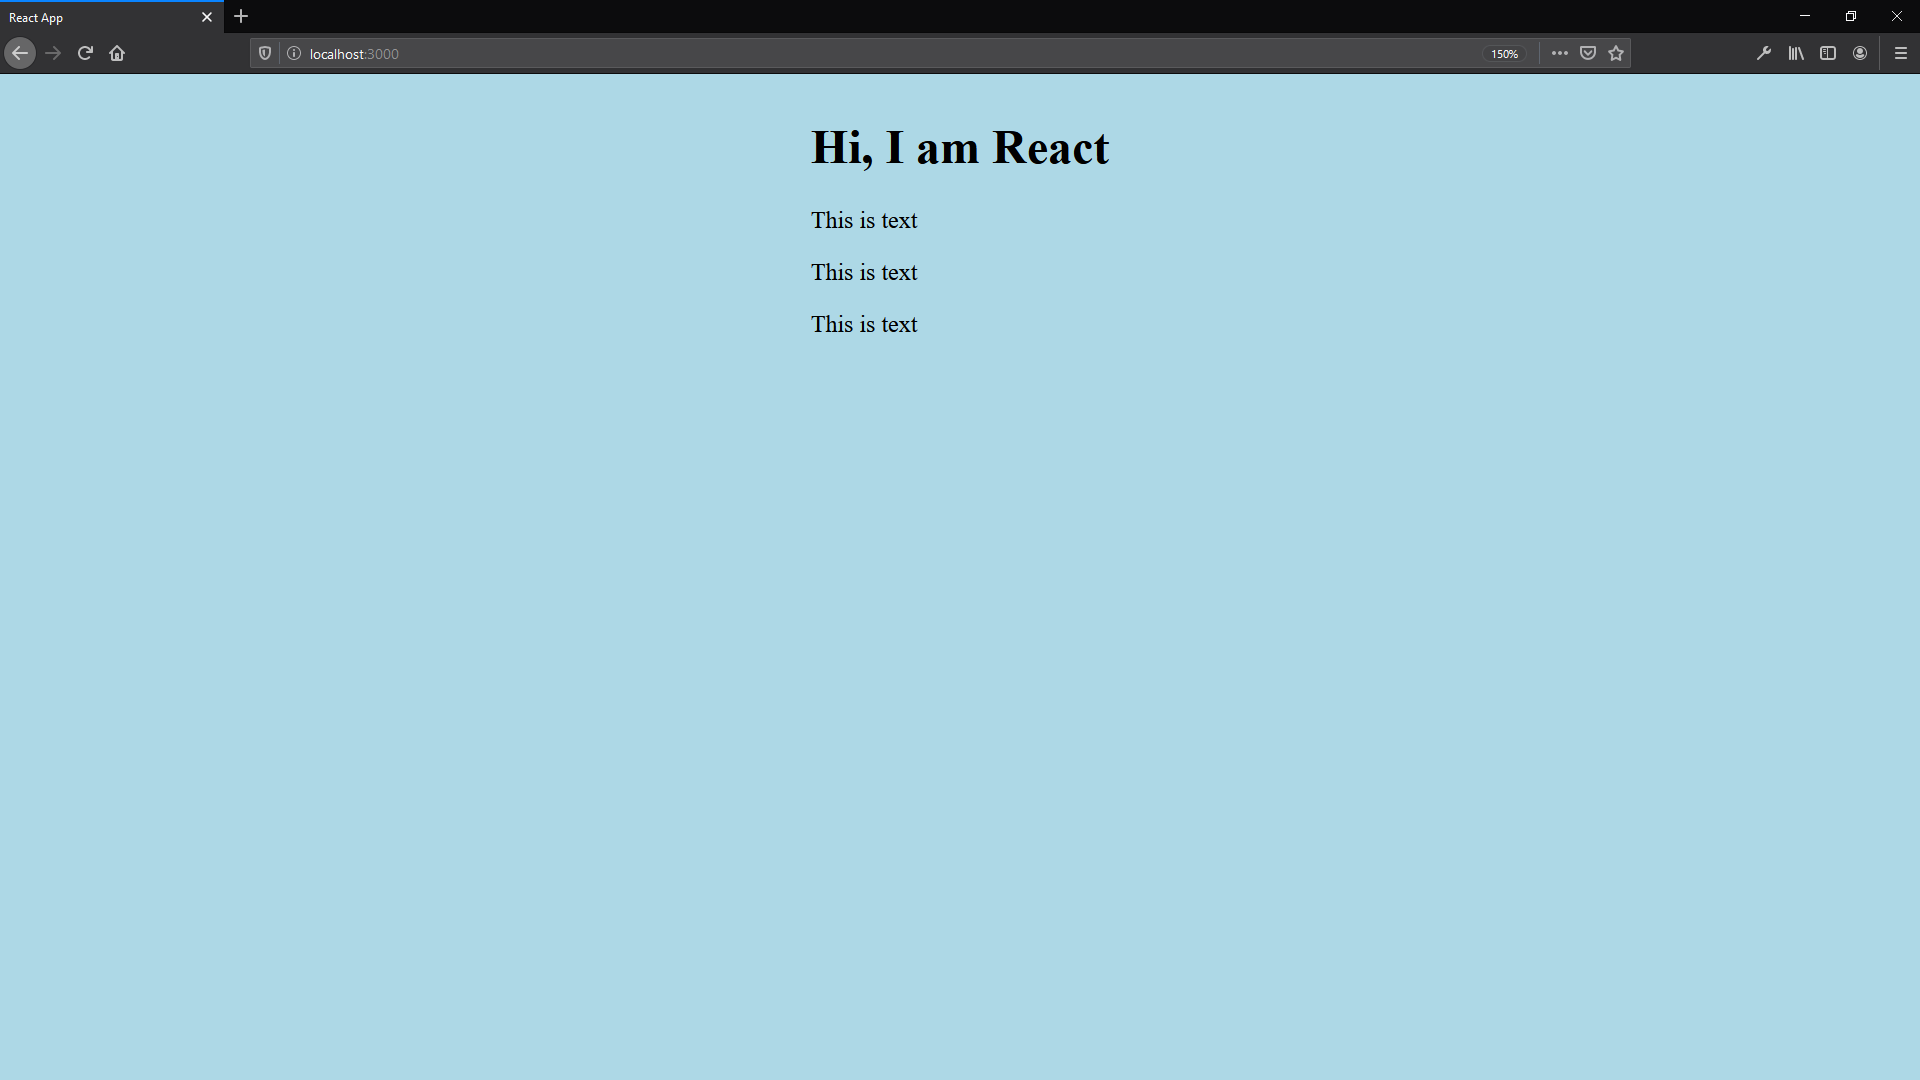 React App
localhost:3000
150%
Hi, I am React
This is text
This is text
This is text